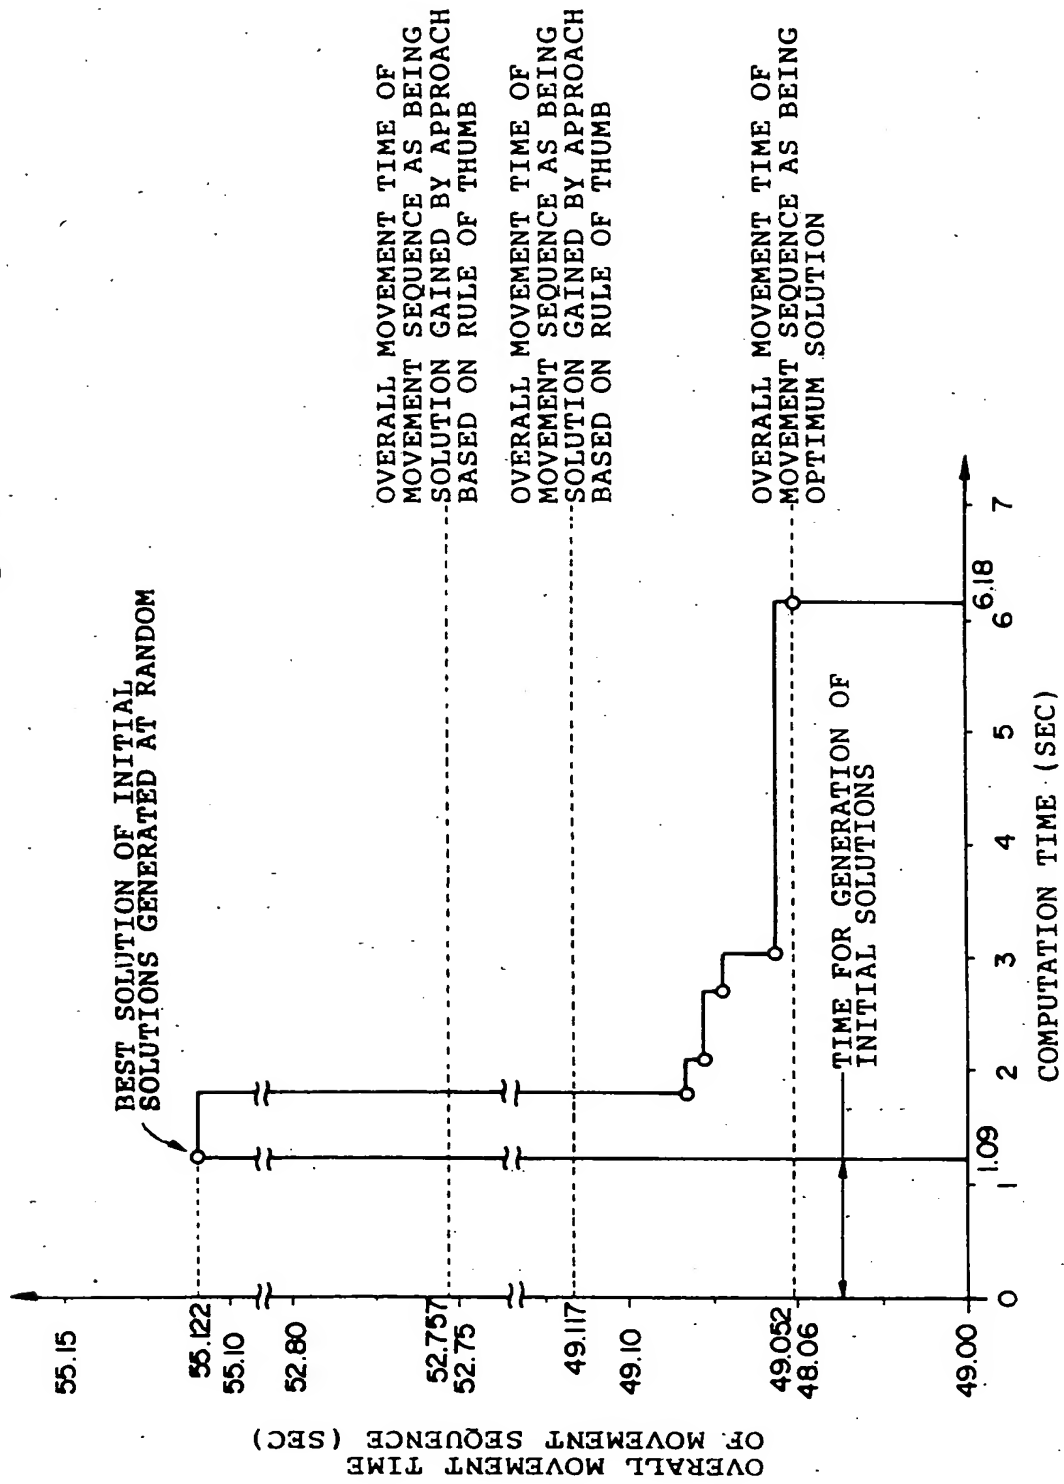 BEST SOLUTION OF INITIAL
SOLUTIONS GENERATED AT RANDOM
OVERALL MOVEMENT TIME OF
MOVEMENT SEQUENCE AS BEING
SOLUTION GAINED BY APPROACH
BASED ON RULE OF THUMB
OVERALL MOVEMENT TIME OF
MOVEMENT SEQUENCE AS BEING
SOLUTION GAINED BY APPROACH
BASED ON RULE OF THUMB
OVERALL MOVEMENT TIME OF
MOVEMENT SEQUENCE AS BEING
OPTIMUM SOLUTION
TIME FOR GENERATION OF
INITIAL SOLUTIONS
OVERALL MOVEMENT TIME
OF MOVEMENT SEQUENCE (SEC)
55.15
55.122
55.10
52.80
52.757
52.75
49.117
49.10
49.052
48.06
49.00
0
1
1.09
2
3
4
5
6
6.18
7
COMPUTATION TIME (SEC)